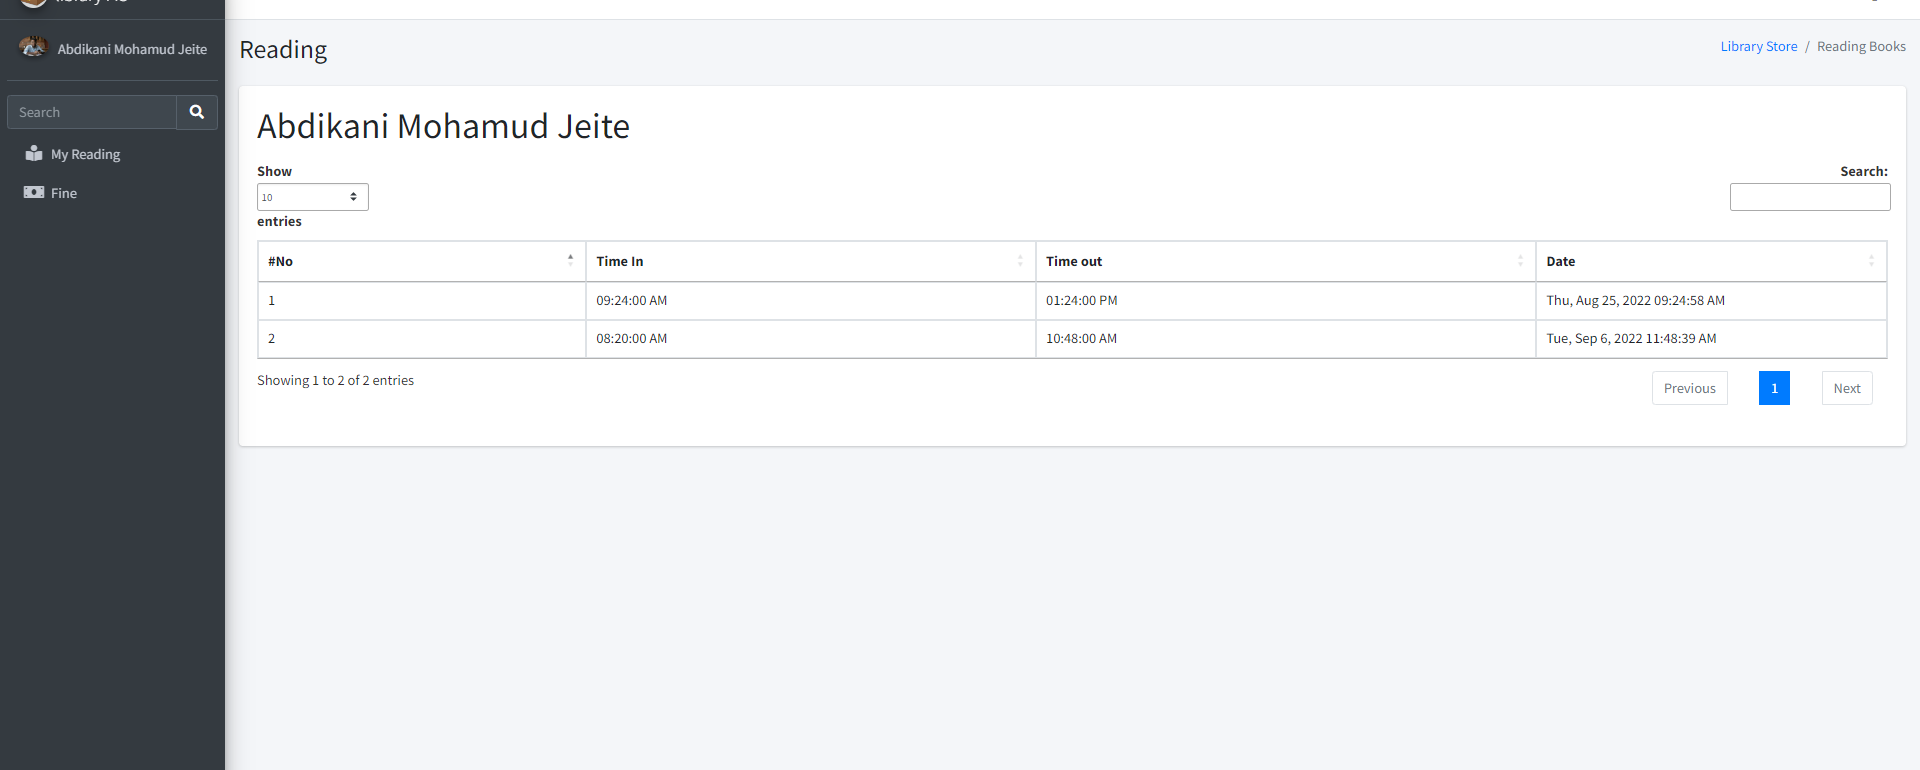 Abdikani Mohamud Jeite
Search
My Reading
Fine
Reading
Library Store / Reading Books
Abdikani Mohamud Jeite
Show
10
entries
Search:
#No Time In Time out Date
1 09:24:00 AM 01:24:00 PM Thu, Aug 25, 2022 09:24:58 AM
2 08:20:00 AM 10:48:00 AM Tue, Sep 6, 2022 11:48:39 AM
Showing 1 to 2 of 2 entries
Previous 1 Next